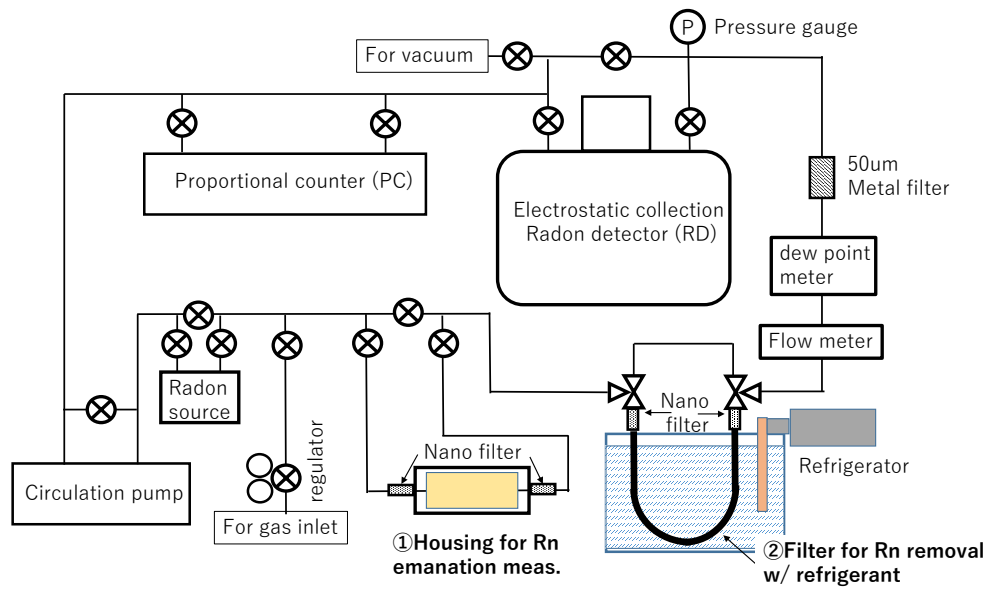 P
Pressure gauge
For vacuum
Proportional counter (PC)
Electrostatic collection
Radon detector (RD)
50um
Metal filter
dew point
meter
Flow meter
Radon
source
Nano
filter
Refrigerator
regulator
Nano filter
Circulation pump
For gas inlet
①Housing for Rn
emanation meas.
②Filter for Rn removal
w/ refrigerant